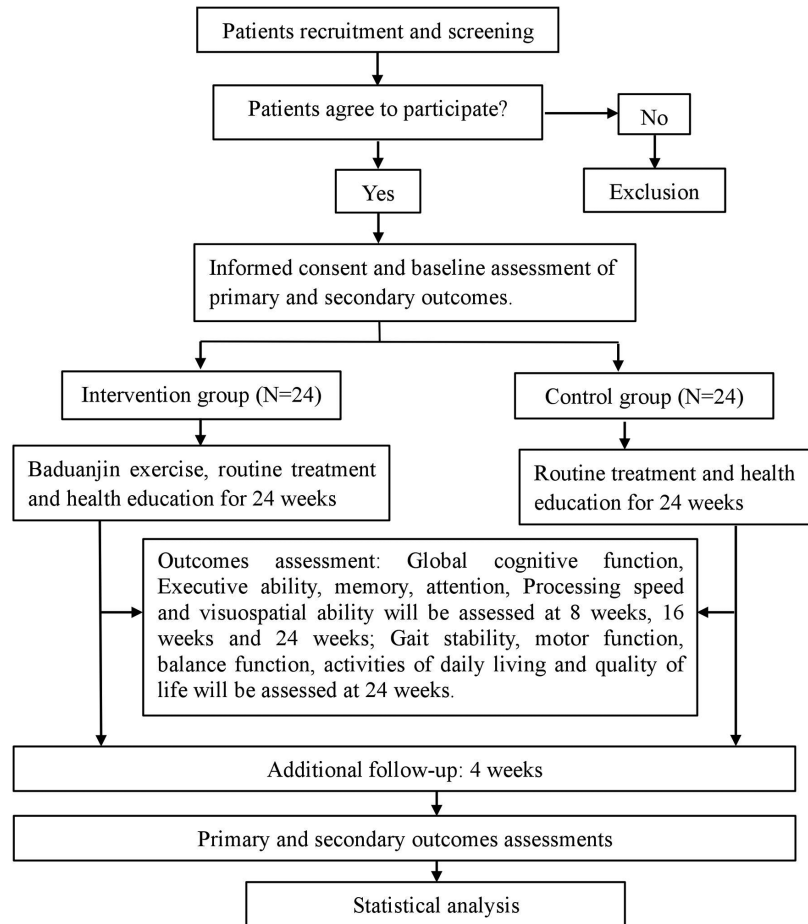 Patients recruitment and screening
Patients agree to participate?
No
Yes
Exclusion
Informed consent and baseline assessment of
primary and secondary outcomes.
Intervention group (N=24)
Control group (N=24)
Baduanjin exercise, routine treatment
and health education for 24 weeks
Routine treatment and health
education for 24 weeks
Outcomes assessment: Global cognitive function,
Executive ability, memory, attention, Processing speed
and visuospatial ability will be assessed at 8 weeks, 16
weeks and 24 weeks; Gait stability, motor function,
balance function, activities of daily living and quality of
life will be assessed at 24 weeks.
Additional follow-up: 4 weeks
Primary and secondary outcomes assessments
Statistical analysis